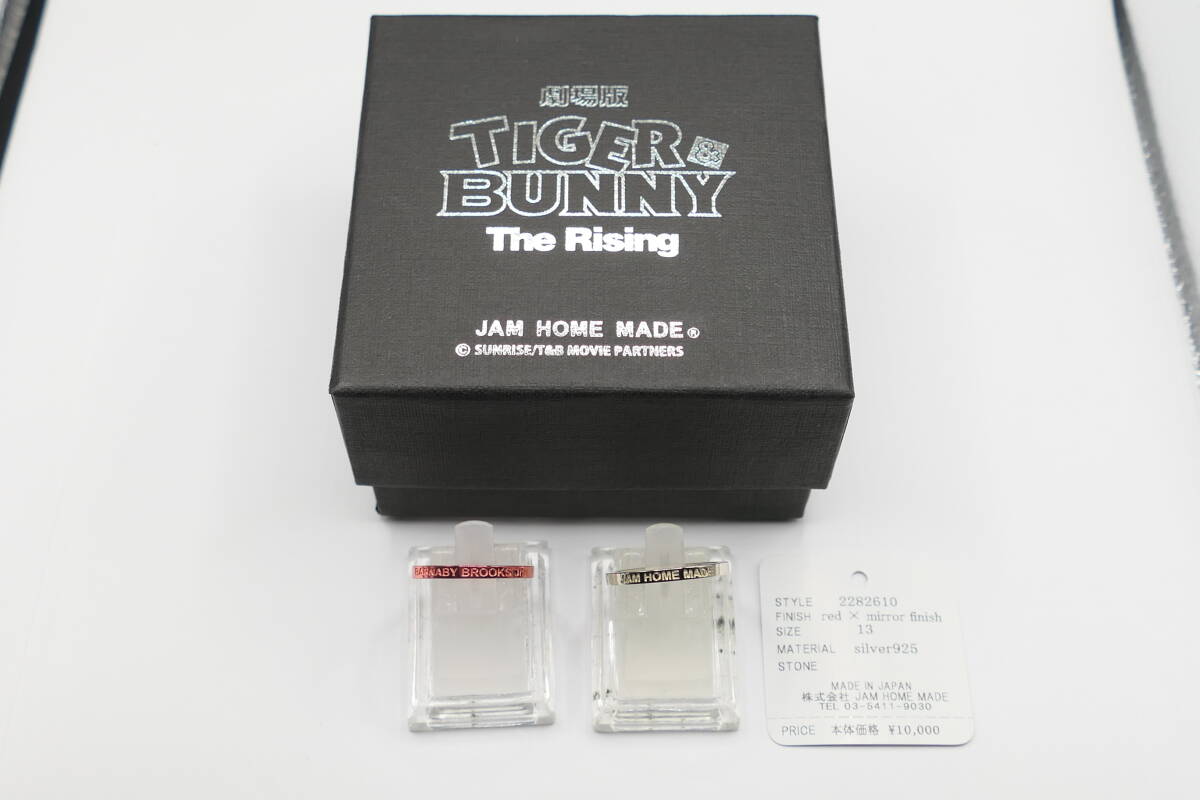 劇場版
TIGER &
BUNNY
The Rising
JAM HOME MADE®
© SUNRISE/T&B MOVIE PARTNERS
BARNABY BROOKS Jr.
JAM HOME MADE
STYLE 2282610
FINISH red × mirror finish
SIZE 13
MATERIAL silver925
STONE
MADE IN JAPAN
株式会社 JAM HOME MADE
TEL 03-5411-9030
PRICE 本体価格 ¥10,000